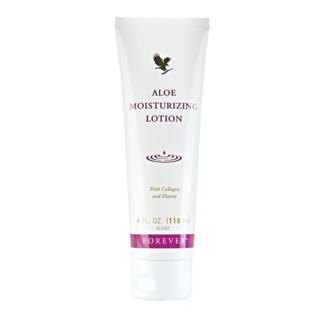 ALOE
MOISTURIZING
LOTION
With Collagen
and Elastin
4 FL. OZ. (118 ml)
FOREVER®